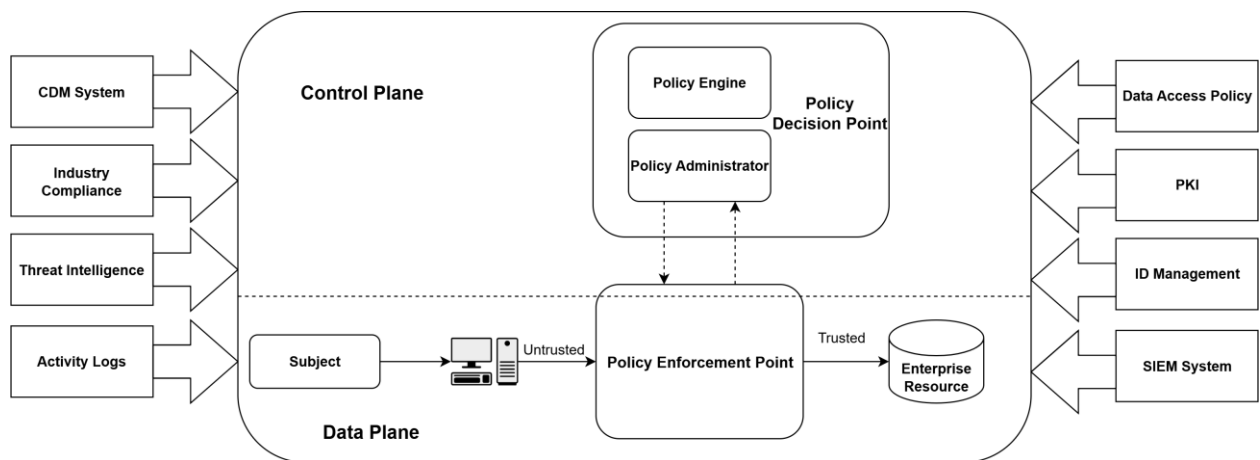 CDM System
Industry
Compliance
Threat Intelligence
Activity Logs
Control Plane
Policy Engine
Policy Administrator
Policy
Decision Point
Subject
Untrusted
Policy Enforcement Point
Trusted
Enterprise
Resource
Data Plane
Data Access Policy
PKI
ID Management
SIEM System